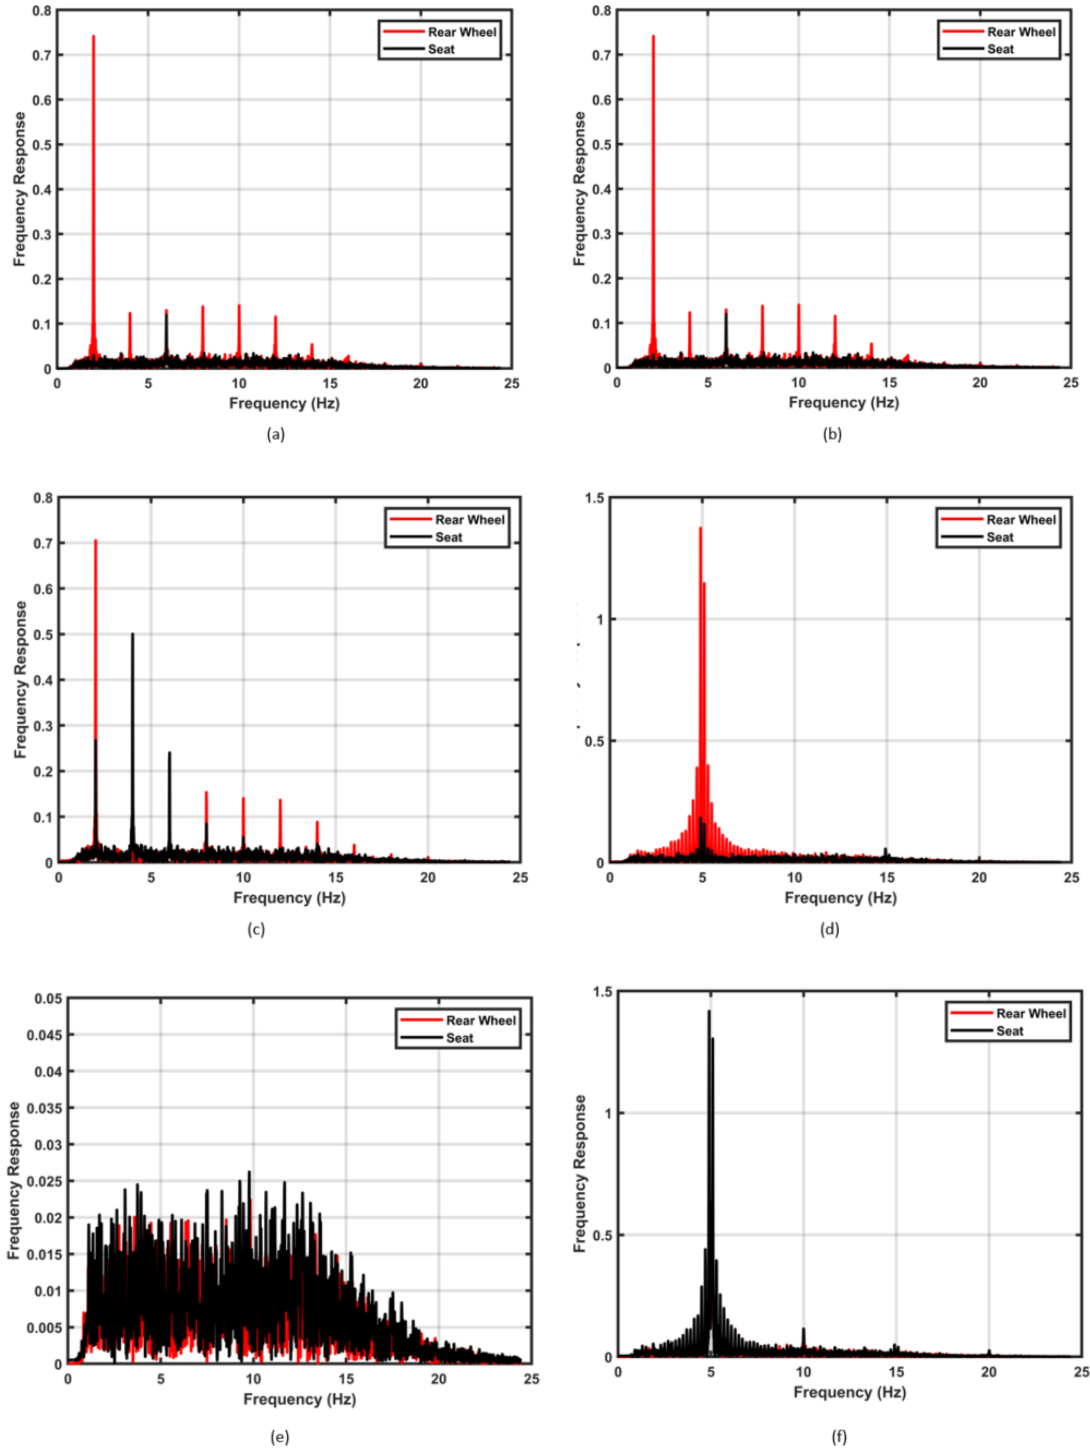 0.8
0.7
0.6
0.5
0.4
0.3
0.2
0.1
0
0 5 10 15 20 25
Frequency Response
Frequency (Hz)
Rear Wheel
Seat
(a)
0.8
0.7
0.6
0.5
0.4
0.3
0.2
0.1
0
0 5 10 15 20 25
Frequency Response
Frequency (Hz)
Rear Wheel
Seat
(b)
0.8
0.7
0.6
0.5
0.4
0.3
0.2
0.1
0
0 5 10 15 20 25
Frequency Response
Frequency (Hz)
Rear Wheel
Seat
(c)
1.5
1
0.5
0
0 5 10 15 20 25
Frequency (Hz)
Rear Wheel
Seat
(d)
0.05
0.045
0.04
0.035
0.03
0.025
0.02
0.015
0.01
0.005
0
0 5 10 15 20 25
Frequency Response
Frequency (Hz)
Rear Wheel
Seat
(e)
1.5
1
0.5
0
0 5 10 15 20 25
Frequency Response
Frequency (Hz)
Rear Wheel
Seat
(f)